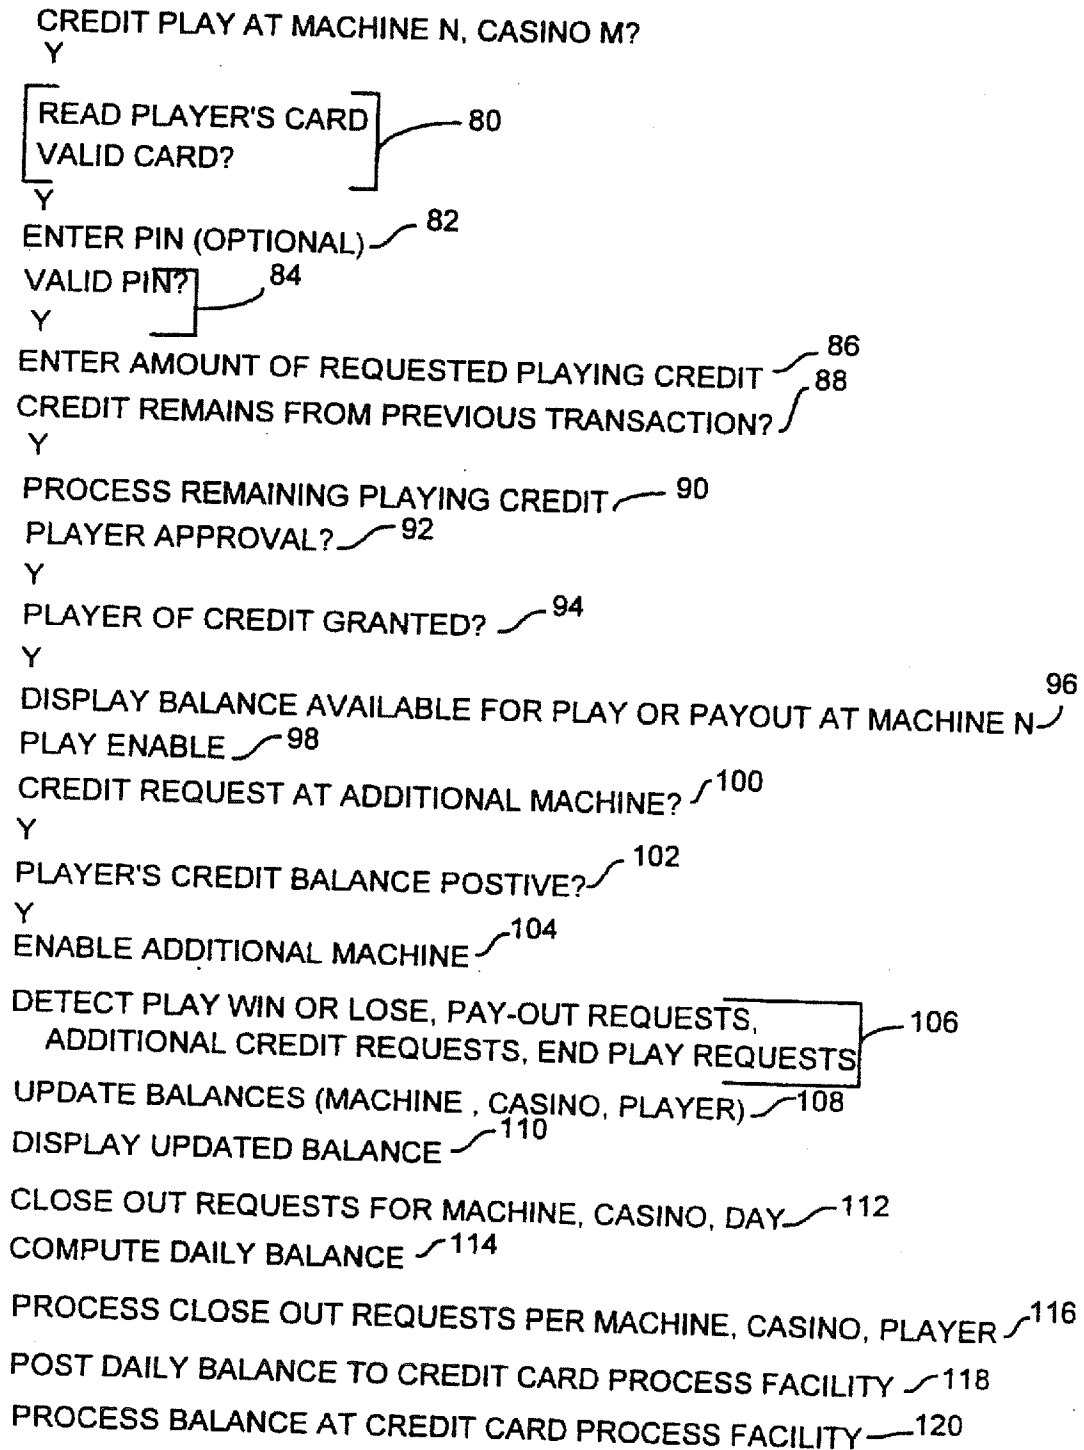 CREDIT PLAY AT MACHINE N, CASINO M?
Y
READ PLAYER'S CARD
VALID CARD?
80
Y
ENTER PIN (OPTIONAL) 82
VALID PIN? 84
Y
ENTER AMOUNT OF REQUESTED PLAYING CREDIT 86
CREDIT REMAINS FROM PREVIOUS TRANSACTION? 88
Y
PROCESS REMAINING PLAYING CREDIT 90
PLAYER APPROVAL? 92
Y
PLAYER OF CREDIT GRANTED? 94
Y
DISPLAY BALANCE AVAILABLE FOR PLAY OR PAYOUT AT MACHINE N 96
PLAY ENABLE 98
CREDIT REQUEST AT ADDITIONAL MACHINE? 100
Y
PLAYER'S CREDIT BALANCE POSTIVE? 102
Y
ENABLE ADDITIONAL MACHINE 104
DETECT PLAY WIN OR LOSE, PAY-OUT REQUESTS,
ADDITIONAL CREDIT REQUESTS, END PLAY REQUESTS
106
UPDATE BALANCES (MACHINE , CASINO, PLAYER) 108
DISPLAY UPDATED BALANCE 110
CLOSE OUT REQUESTS FOR MACHINE, CASINO, DAY 112
COMPUTE DAILY BALANCE 114
PROCESS CLOSE OUT REQUESTS PER MACHINE, CASINO, PLAYER 116
POST DAILY BALANCE TO CREDIT CARD PROCESS FACILITY 118
PROCESS BALANCE AT CREDIT CARD PROCESS FACILITY 120